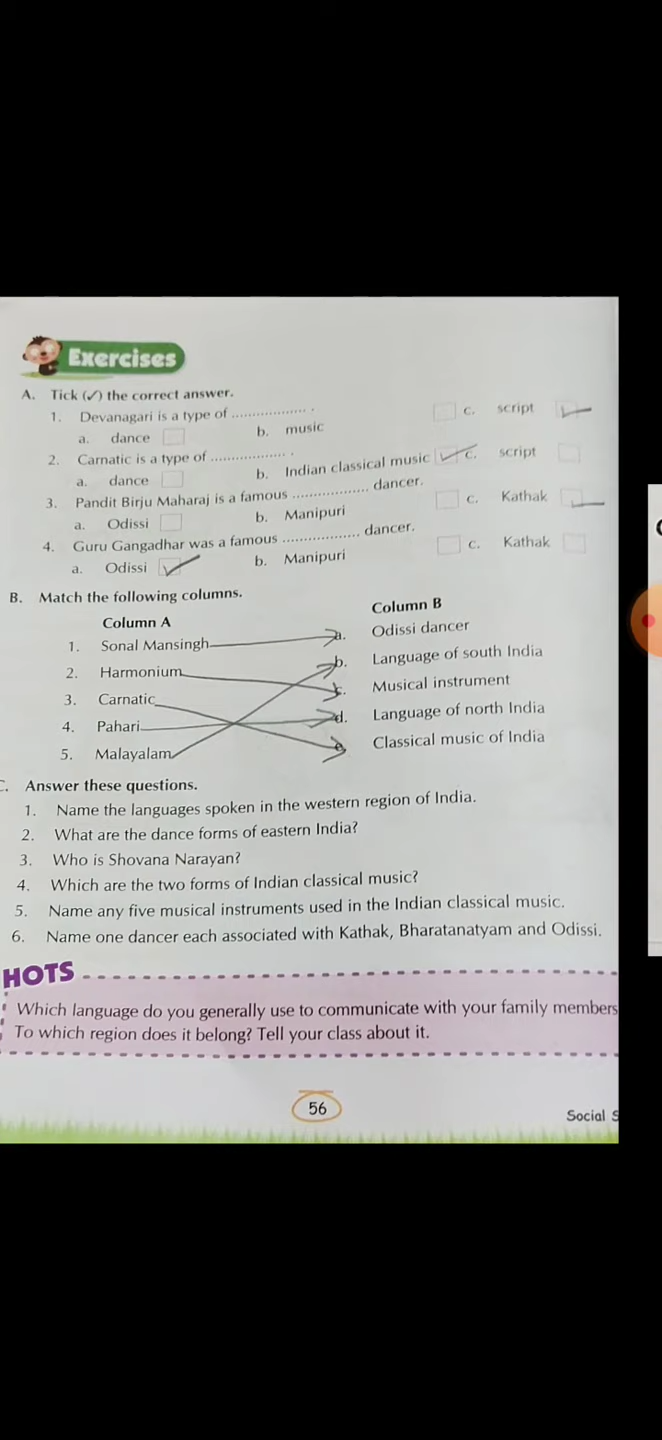 Exercises
A. Tick (✓) the correct answer.
1. Devanagari is a type of .................. .
a. dance b. music c. script
2. Carnatic is a type of .................. .
a. dance b. Indian classical music c. script
3. Pandit Birju Maharaj is a famous .................. dancer.
a. Odissi b. Manipuri c. Kathak
4. Guru Gangadhar was a famous .................. dancer.
a. Odissi b. Manipuri c. Kathak
B. Match the following columns.
Column A Column B
1. Sonal Mansingh a. Odissi dancer
2. Harmonium b. Language of south India
3. Carnatic c. Musical instrument
4. Pahari d. Language of north India
5. Malayalam e. Classical music of India
C. Answer these questions.
1. Name the languages spoken in the western region of India.
2. What are the dance forms of eastern India?
3. Who is Shovana Narayan?
4. Which are the two forms of Indian classical music?
5. Name any five musical instruments used in the Indian classical music.
6. Name one dancer each associated with Kathak, Bharatanatyam and Odissi.
HOTS
Which language do you generally use to communicate with your family members
To which region does it belong? Tell your class about it.
56
Social